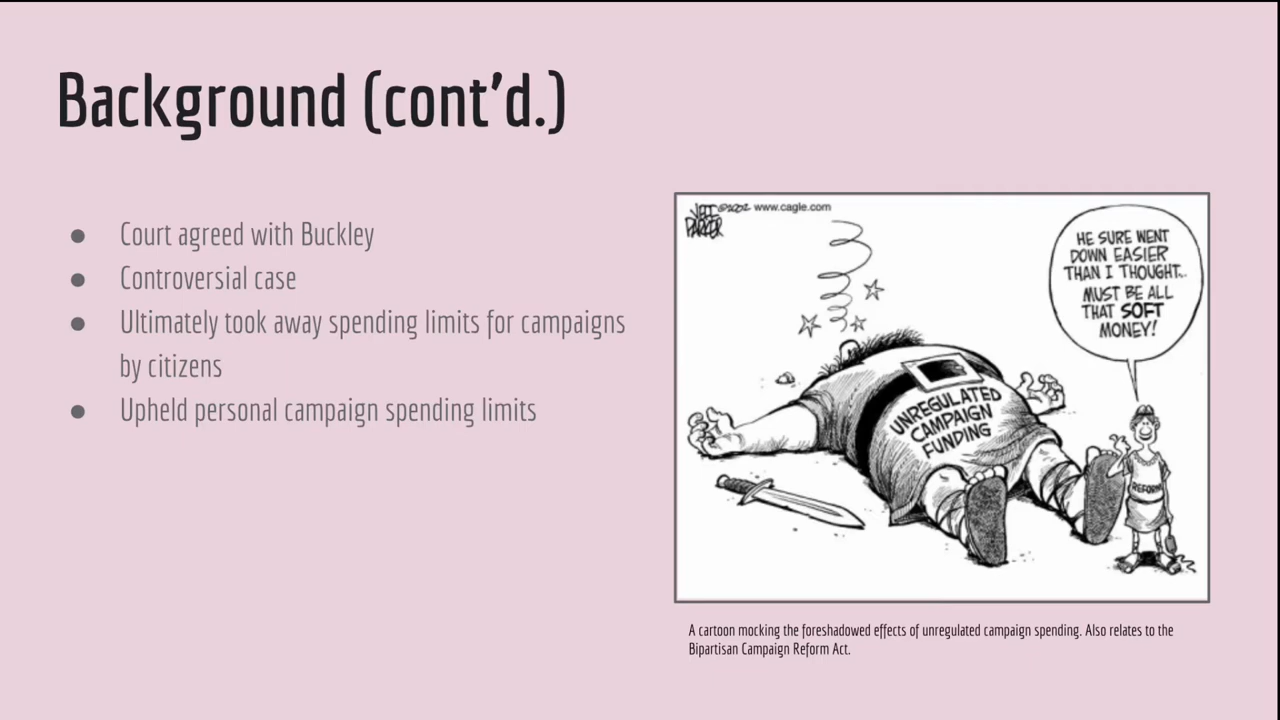 Background (cont’d.)
● Court agreed with Buckley
● Controversial case
● Ultimately took away spending limits for campaigns
by citizens
● Upheld personal campaign spending limits
JEFF ©2002 www.cagle.com
PARKER
HE SURE WENT
DOWN EASIER
THAN I THOUGHT..
MUST BE ALL
THAT SOFT
MONEY!
UNREGULATED
CAMPAIGN
FUNDING
REFORM
A cartoon mocking the foreshadowed effects of unregulated campaign spending. Also relates to the
Bipartisan Campaign Reform Act.